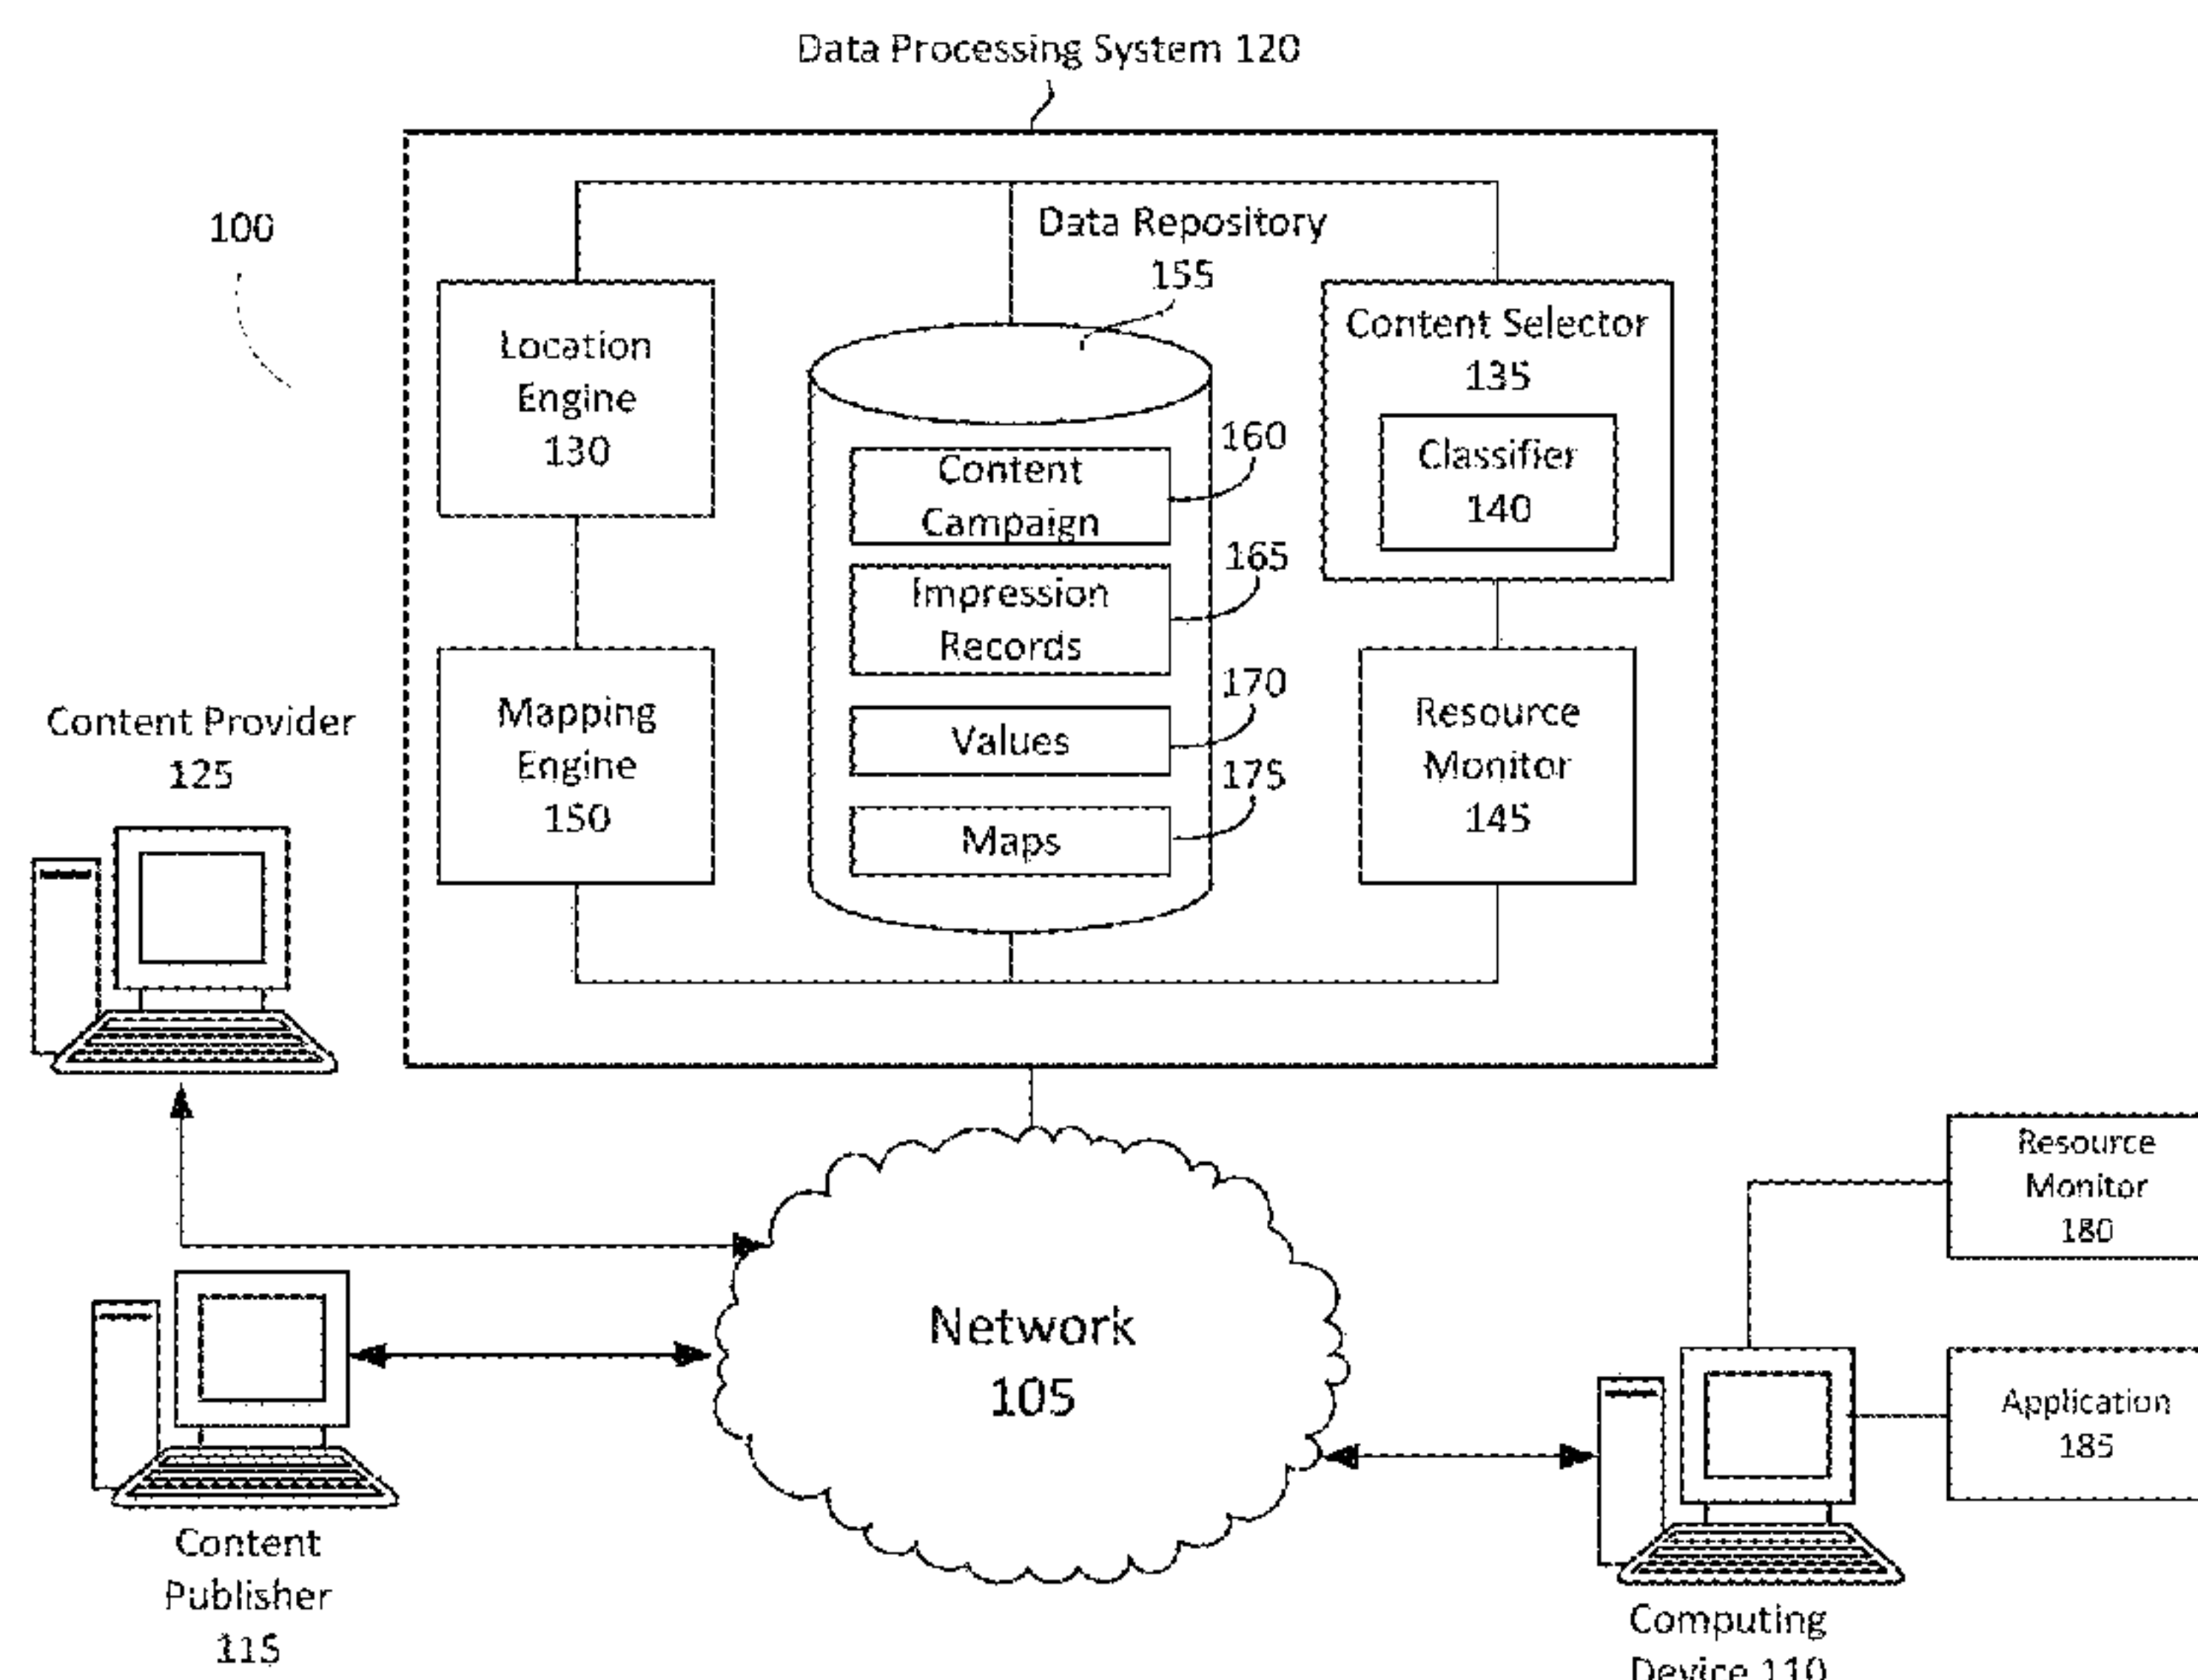 Data Processing System 120
100
Data Repository
155
Location
Engine
130
Content Selector
135
Classifier
140
Content
Campaign
160
Impression
Records
165
Values
170
Maps
175
Mapping
Engine
150
Resource
Monitor
145
Content Provider
125
Network
105
Content
Publisher
115
Resource
Monitor
180
Application
185
Computing
Device 110